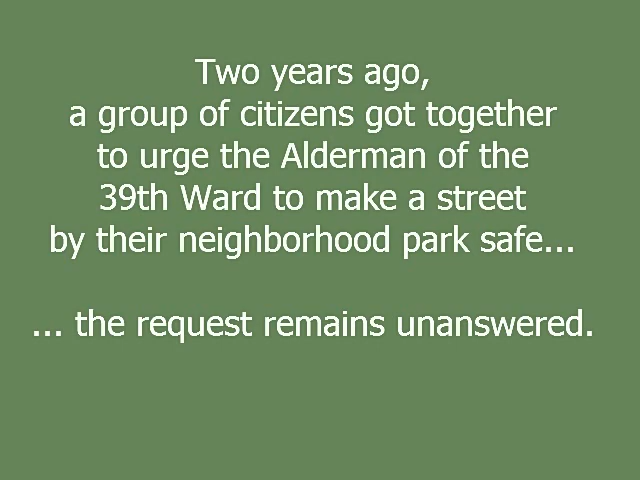 Two years ago,
a group of citizens got together
to urge the Alderman of the
39th Ward to make a street
by their neighborhood park safe...
... the request remains unanswered.